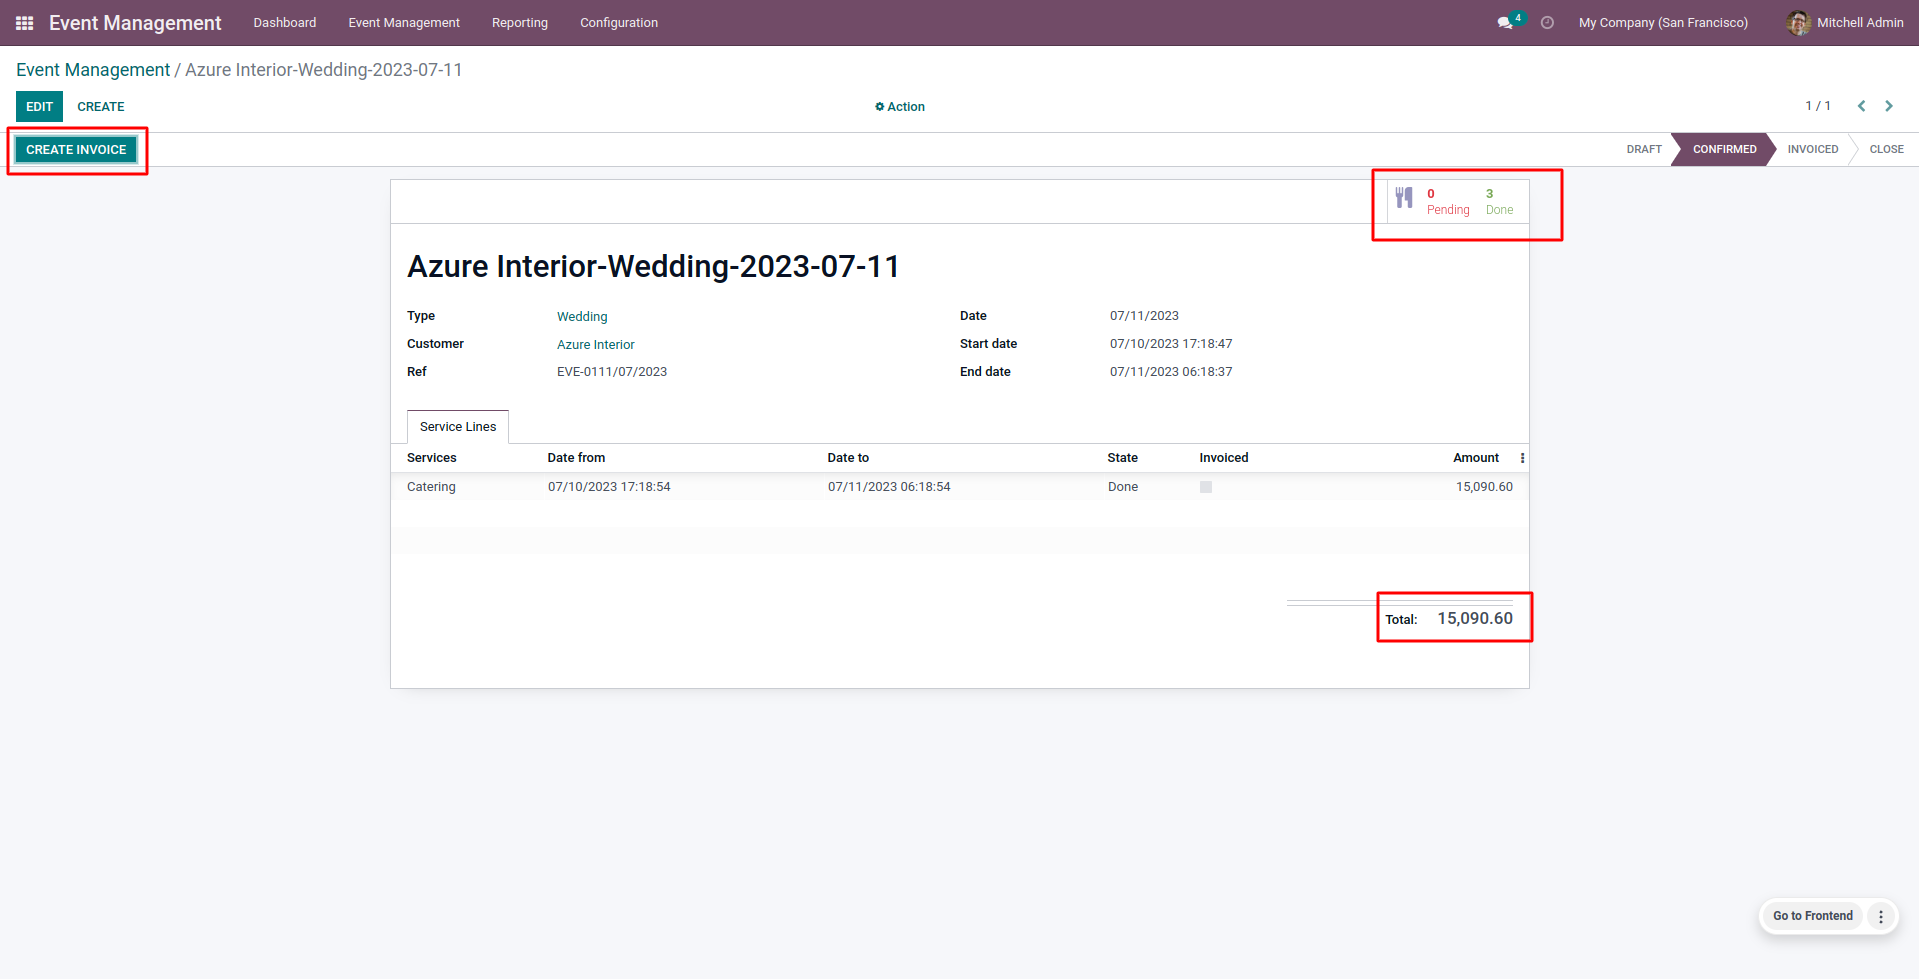 Event Management Dashboard Event Management Reporting Configuration 4 My Company (San Francisco) Mitchell Admin
Event Management / Azure Interior-Wedding-2023-07-11
EDIT CREATE Action 1 / 1
CREATE INVOICE DRAFT CONFIRMED INVOICED CLOSE
0 3
Pending Done
Azure Interior-Wedding-2023-07-11
Type Wedding Date 07/11/2023
Customer Azure Interior Start date 07/10/2023 17:18:47
Ref EVE-0111/07/2023 End date 07/11/2023 06:18:37
Service Lines
Services Date from Date to State Invoiced Amount
Catering 07/10/2023 17:18:54 07/11/2023 06:18:54 Done 15,090.60
Total: 15,090.60
Go to Frontend